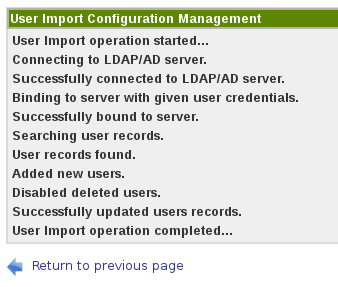 User Import Configuration Management
User Import operation started...
Connecting to LDAP/AD server.
Successfully connected to LDAP/AD server.
Binding to server with given user credentials.
Successfully bound to server.
Searching user records.
User records found.
Added new users.
Disabled deleted users.
Successfully updated users records.
User Import operation completed...
Return to previous page